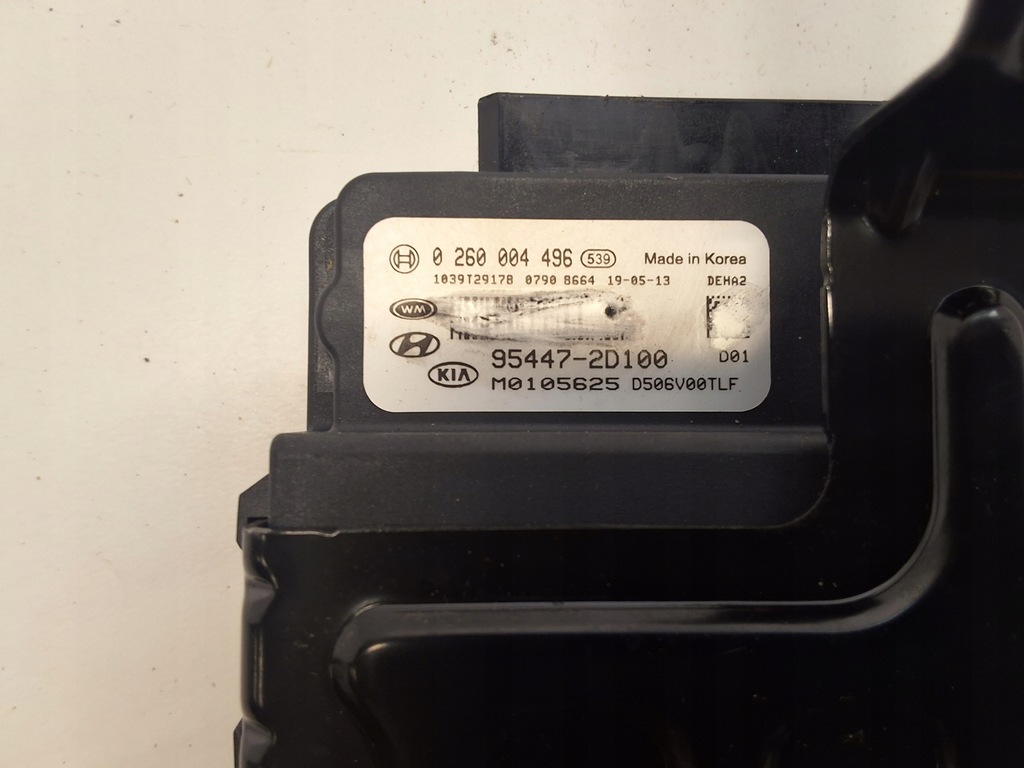 0 260 004 496 539 Made in Korea
1039T2917B 0790 8664 19-05-13 DEHA2
WM
95447-2D100 D01
KIA M0105625 D506V00TLF